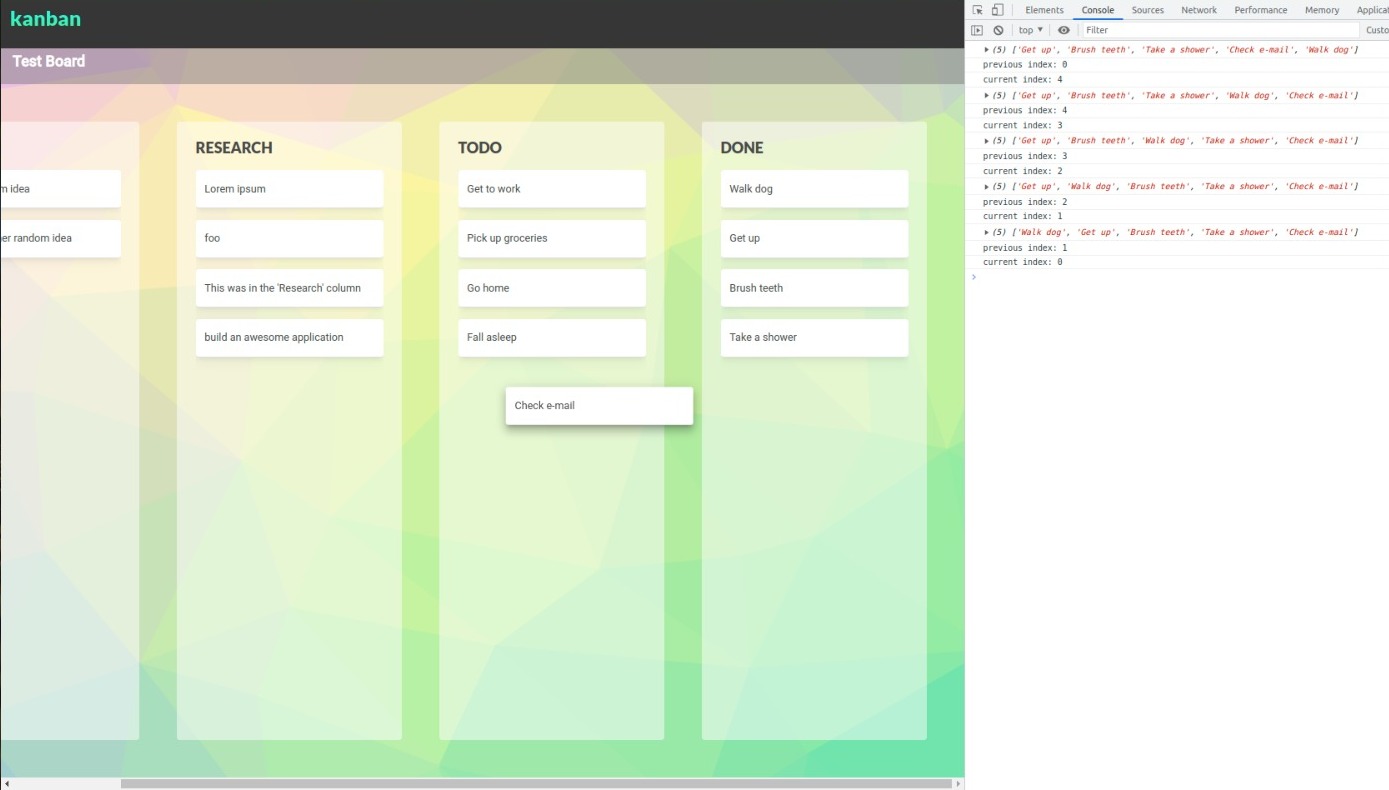 kanban
Test Board
m idea
er random idea
RESEARCH
Lorem ipsum
foo
This was in the 'Research' column
build an awesome application
TODO
Get to work
Pick up groceries
Go home
Fall asleep
Check e-mail
DONE
Walk dog
Get up
Brush teeth
Take a shower
Elements Console Sources Network Performance Memory Applicat
top Filter Custo
(5) ['Get up', 'Brush teeth', 'Take a shower', 'Check e-mail', 'Walk dog']
previous index: 0
current index: 4
(5) ['Get up', 'Brush teeth', 'Take a shower', 'Walk dog', 'Check e-mail']
previous index: 4
current index: 3
(5) ['Get up', 'Brush teeth', 'Walk dog', 'Take a shower', 'Check e-mail']
previous index: 3
current index: 2
(5) ['Get up', 'Walk dog', 'Brush teeth', 'Take a shower', 'Check e-mail']
previous index: 2
current index: 1
(5) ['Walk dog', 'Get up', 'Brush teeth', 'Take a shower', 'Check e-mail']
previous index: 1
current index: 0